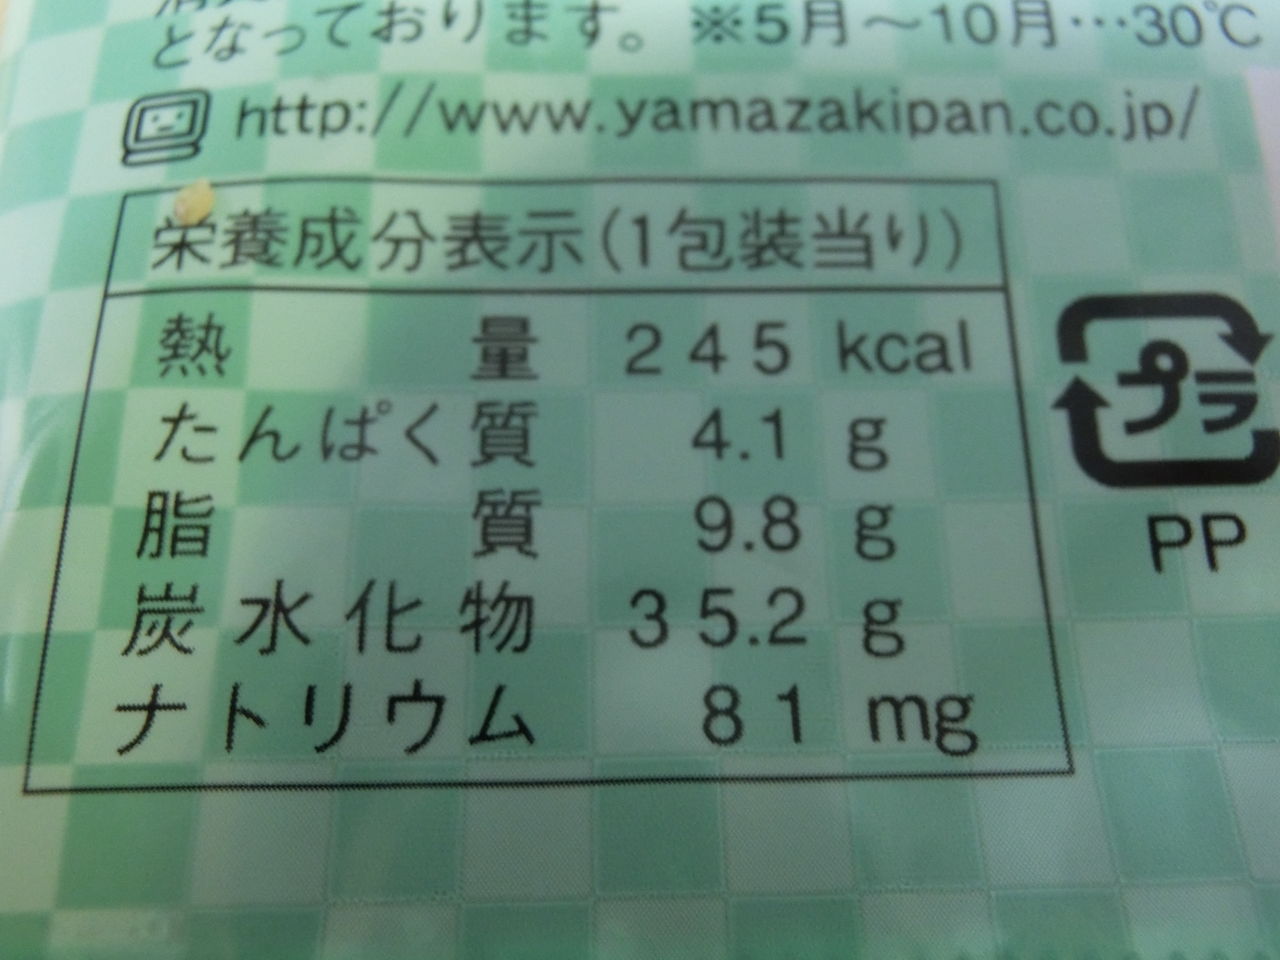 となっております。 ※5月～10月…30℃
http://www.yamazakipan.co.jp/
栄養成分表示(1包装当り)
熱量 245 kcal
たんぱく質 4.1 g
脂質 9.8 g
炭水化物 35.2 g
ナトリウム 81 mg
プラ
PP